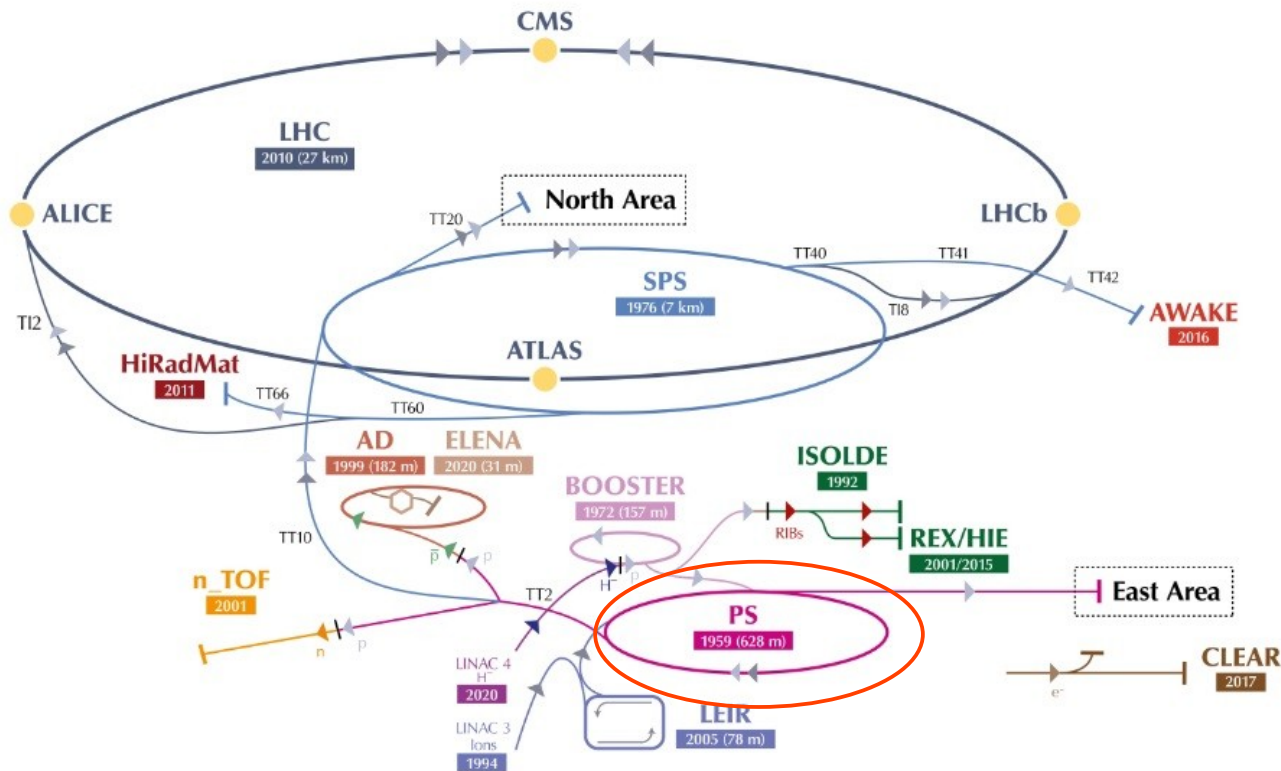 CMS
LHC
2010 (27 km)
ALICE
TT20
North Area
LHCb
TT40
TT41
TT42
SPS
1976 (7 km)
TI8
AWAKE
2016
TI2
ATLAS
HiRadMat
2011
TT66
TT60
AD
1999 (182 m)
ELENA
2020 (31 m)
ISOLDE
1992
BOOSTER
1972 (157 m)
RIBs
REX/HIE
2001/2015
TT10
p̅
p
H⁻
p
n_TOF
2001
TT2
East Area
PS
1959 (628 m)
n
p
LINAC 4
H⁻
2020
CLEAR
2017
e⁻
LEIR
2005 (78 m)
LINAC 3
Ions
1994